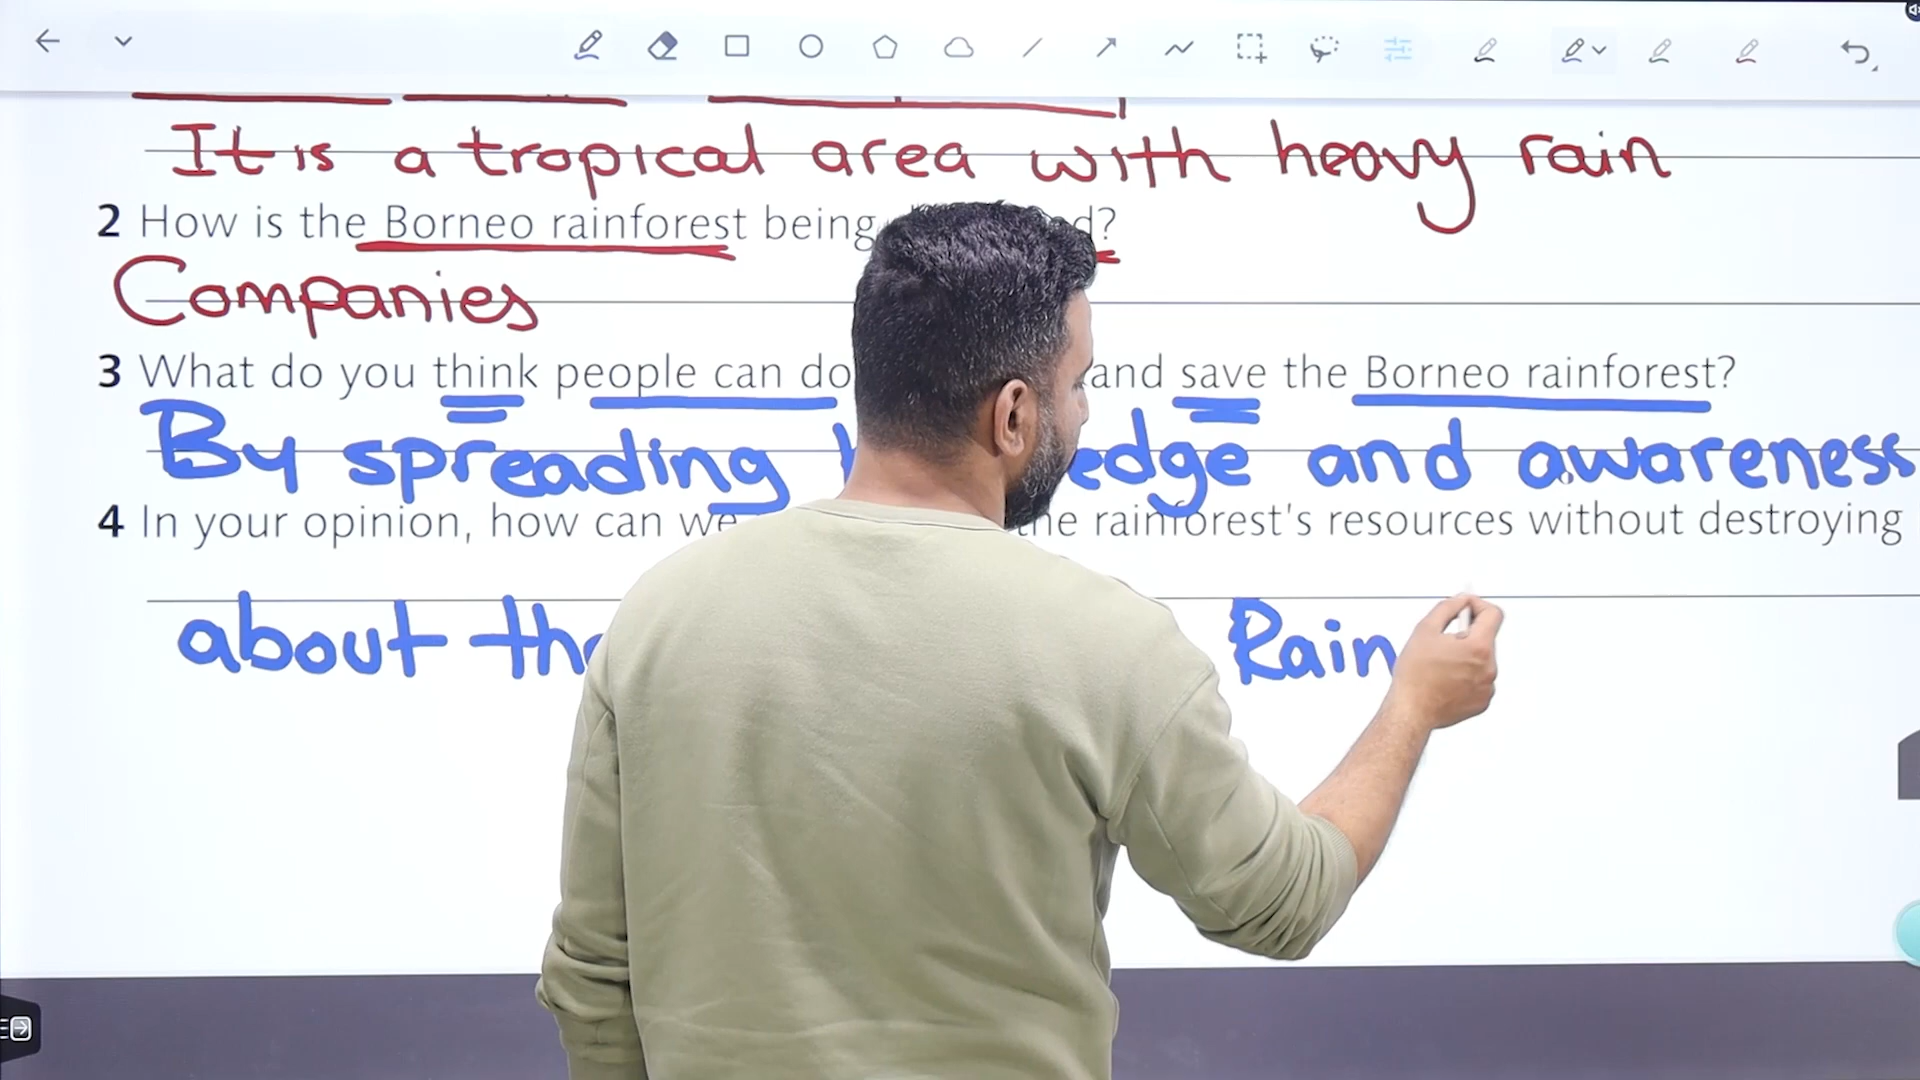 It is a tropical area with heavy rain
2 How is the Borneo rainforest being
Companies
3 What do you think people can do and save the Borneo rainforest?
By spreading and awareness
4 In your opinion, how can we the rainforest's resources without destroying
about the Rain